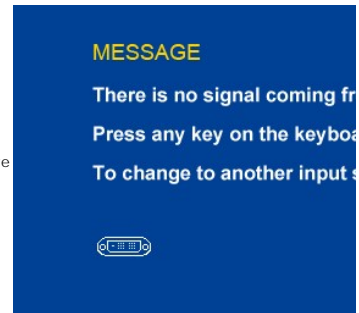 MESSAGE
There is no signal coming fr
Press any key on the keyboa
e
To change to another input s